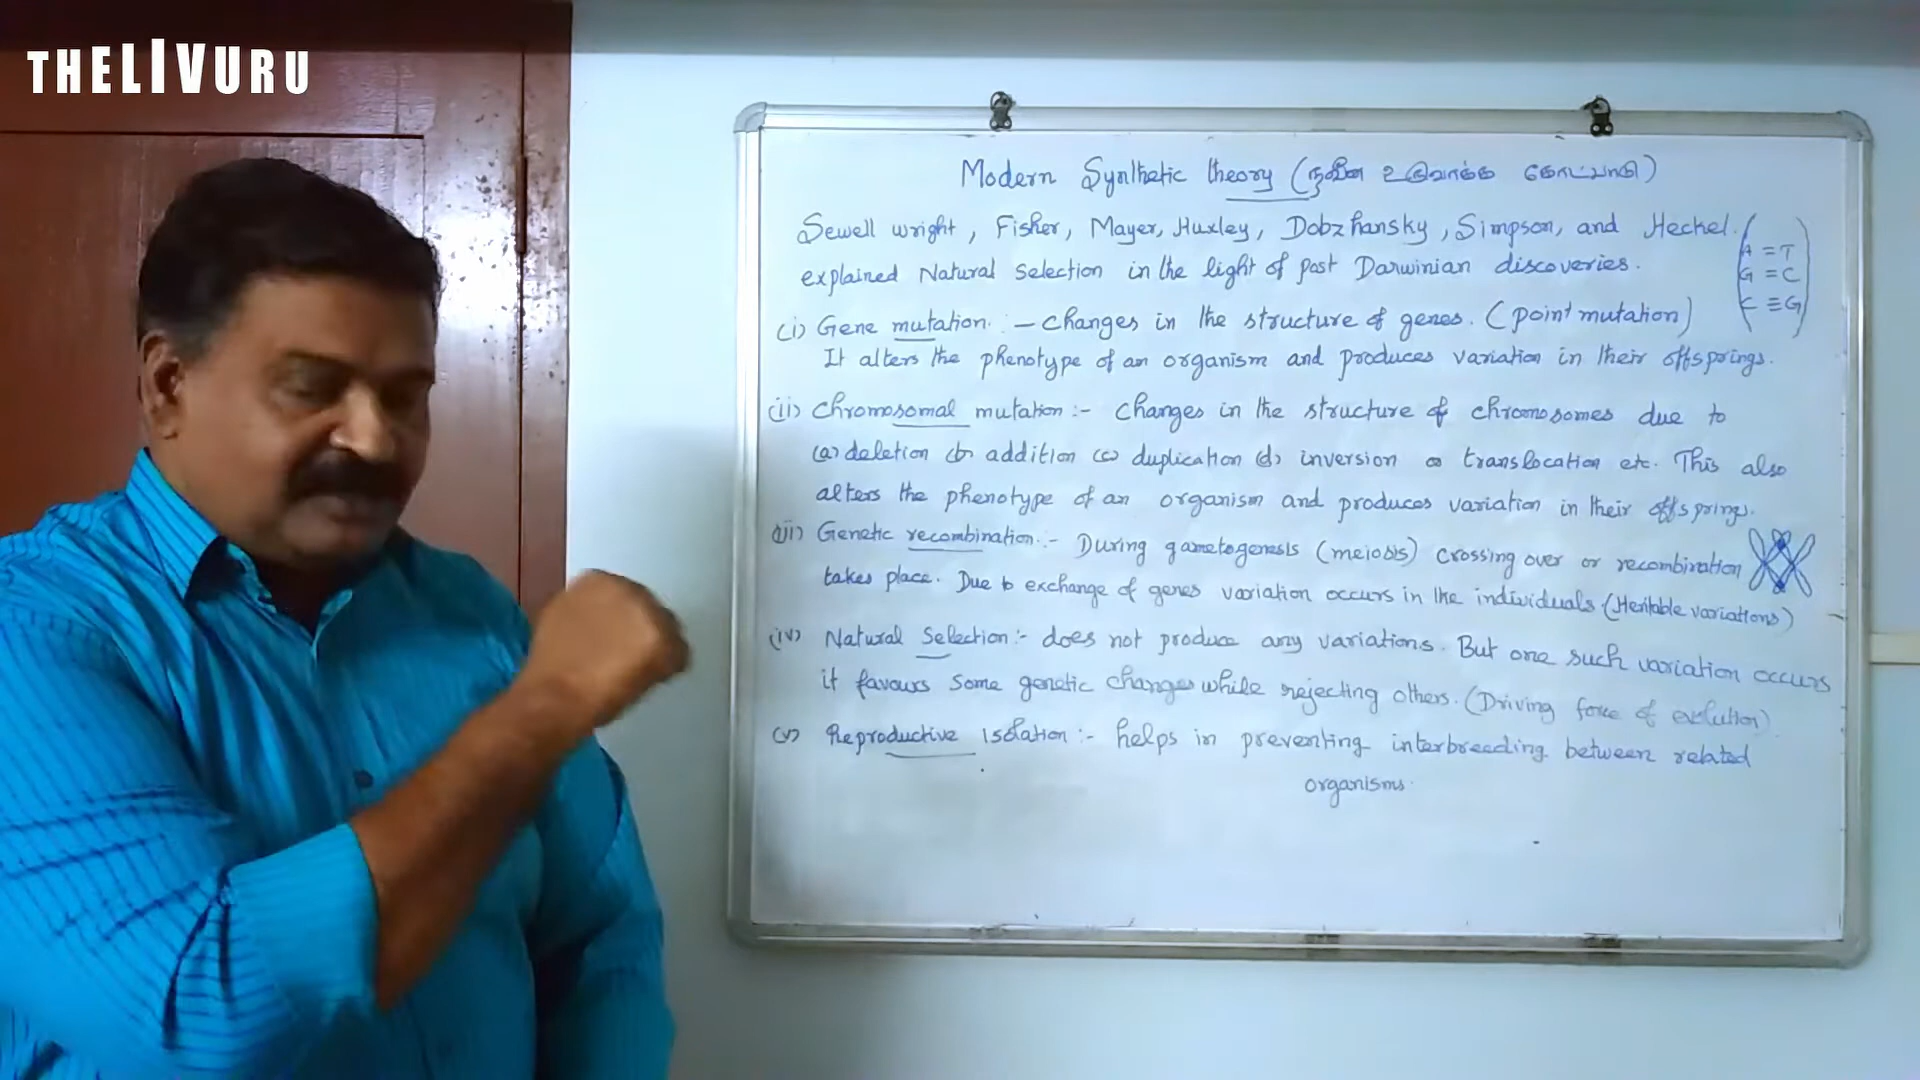 THELIVURU
Modern Synthetic theory (நவீன உருவாக்க கோட்பாடு)
Sewell wright, Fisher, Mayer, Huxley, Dobzhansky, Simpson, and Heckel.
explained Natural Selection in the light of post Darwinian discoveries.
A = T
G = C
C ≡ G
(i) Gene mutation :- changes in the structure of genes. (point mutation)
It alters the phenotype of an organism and produces variation in their offsprings.
(ii) Chromosomal mutation :- Changes in the structure of chromosomes due to
(a) deletion (b) addition (c) duplication (d) inversion or translocation etc. This also
alters the phenotype of an organism and produces variation in their offsprings.
(iii) Genetic recombination :- During gametogenesis (meiosis) crossing over or recombination
takes place. Due to exchange of genes variation occurs in the individuals (Heritable variations)
(iv) Natural Selection :- does not produce any variations. But one such variation occurs
it favours some genetic changes while rejecting others. (Driving force of evolution)
(v) Reproductive isolation :- helps in preventing interbreeding between related
organisms.